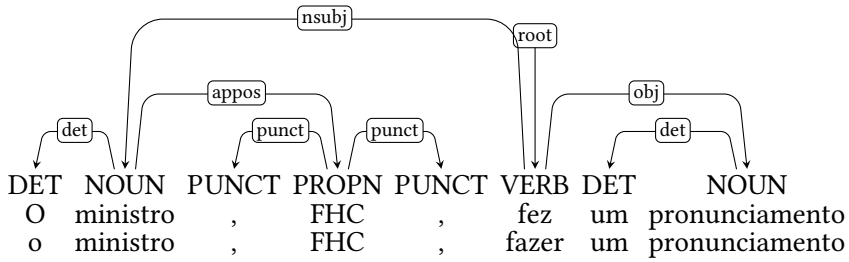 nsubj
root
appos
obj
det punct punct det
DET NOUN PUNCT PROPN PUNCT VERB DET NOUN
O ministro , FHC , fez um pronunciamento
o ministro , FHC , fazer um pronunciamento